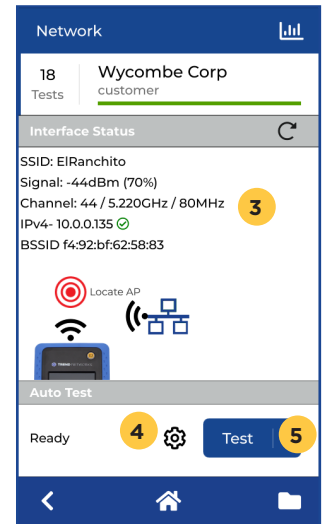 Network
18
Tests
Wycombe Corp
customer
Interface Status
SSID: ElRanchito
Signal: -44dBm (70%)
Channel: 44 / 5.220GHz / 80MHz
3
IPv4- 10.0.0.135
BSSID f4:92:bf:62:58:83
Locate AP
Auto Test
Ready
4
Test
5